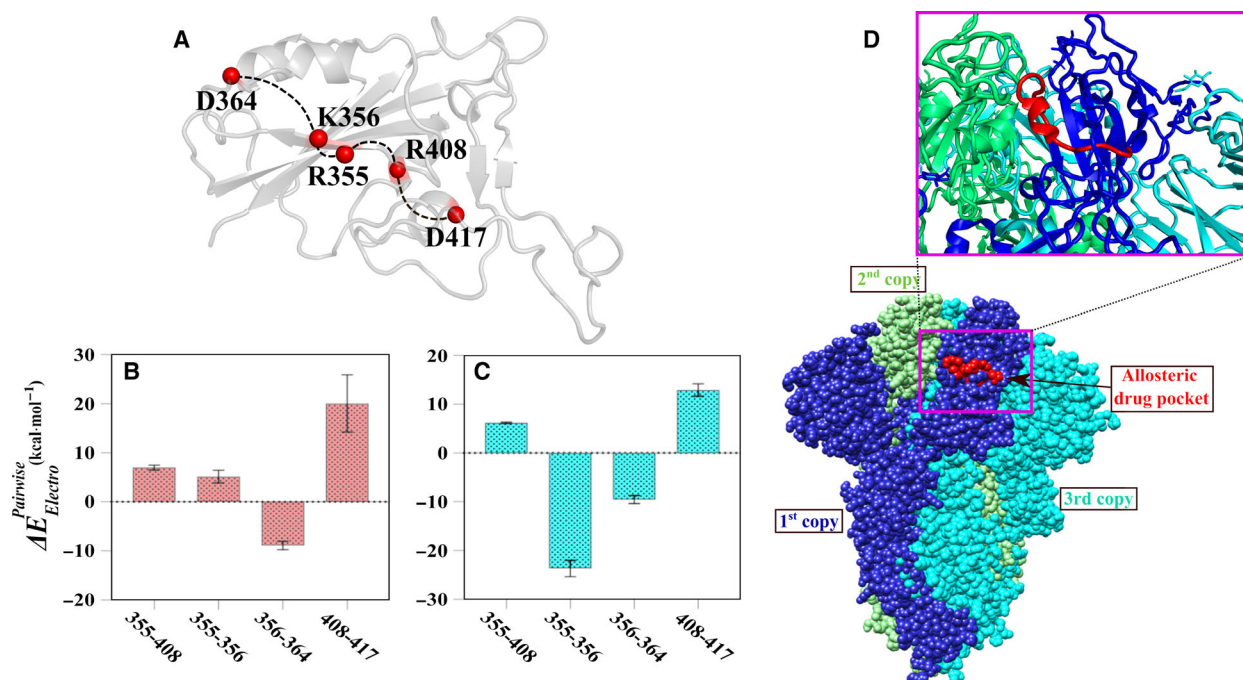 A
D364
K356
R355
R408
D417
B
30
20
10
0
−10
−20
355-408
355-356
356-364
408-417
ΔE Pairwise Electro (kcal·mol−1)
C
20
10
0
−10
−20
−30
355-408
355-356
356-364
408-417
D
2nd copy
Allosteric
drug pocket
1st copy
3rd copy